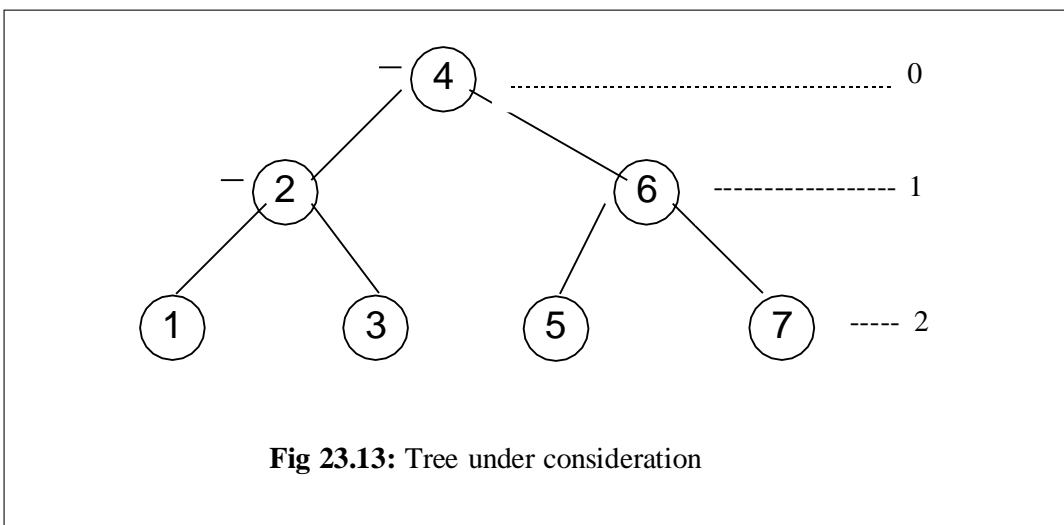 – 4 0
– 2 6 1
1 3 5 7 2
Fig 23.13: Tree under consideration